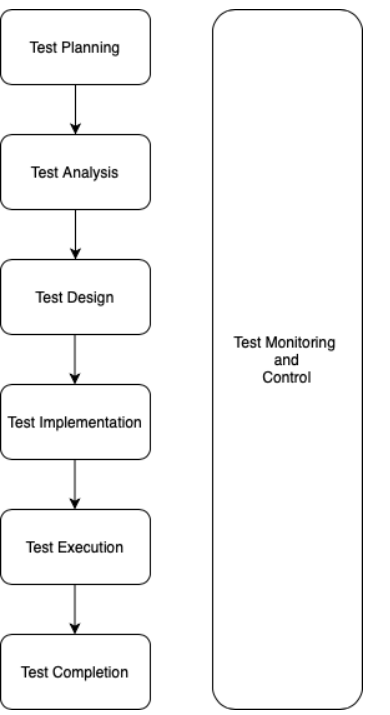 Test Planning
Test Analysis
Test Design
Test Implementation
Test Execution
Test Completion
Test Monitoring
and
Control